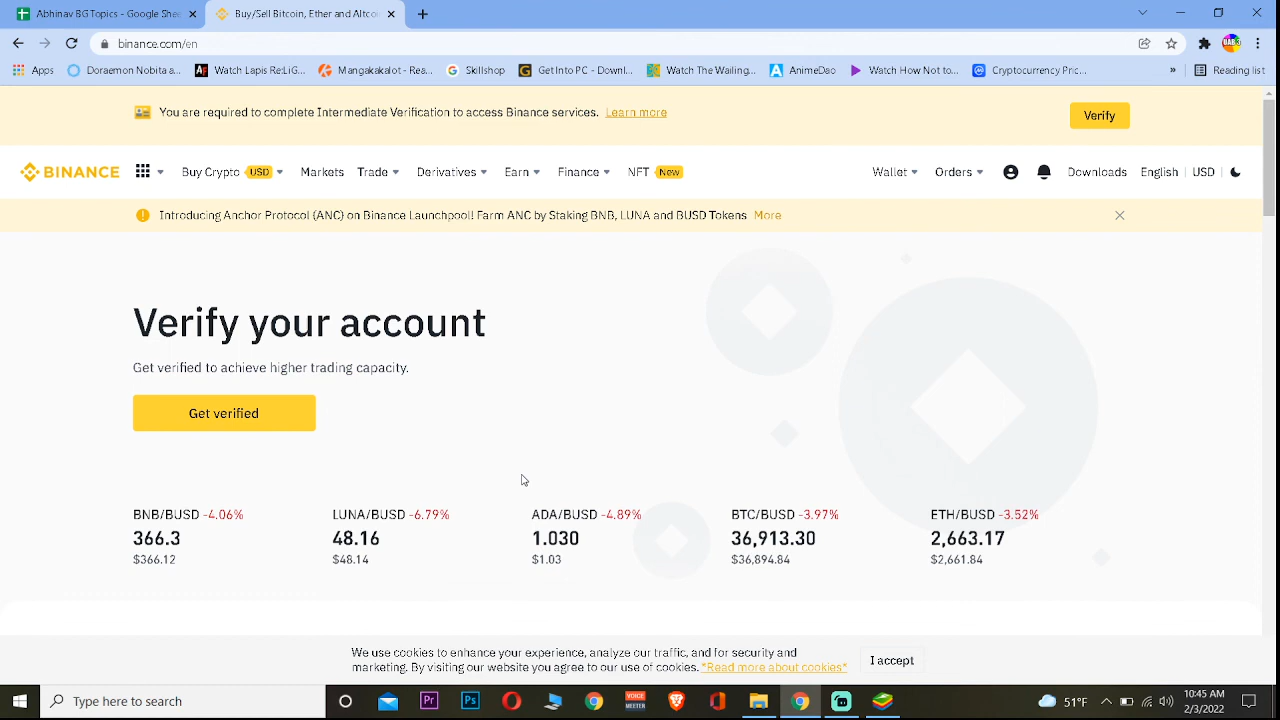 Abhinav BG Topics - Google S
Buy/Sell Bitcoin, Ether and Altco
binance.com/en
Apps
Doraemon Nobita's...
Watch Lapis Re:Lig...
GameTop PC - Downl...
Skillshop
Watch The Wailing...
AnimeDao
Watch How Not to...
Cryptocurrency Pric...
»
Reading list
You are required to complete Intermediate Verification to access Binance services. Learn more
Verify
BINANCE
Buy Crypto USD
Markets
Trade
Derivatives
Earn
Finance
NFT New
Wallet
Orders
Downloads
English
USD
Introducing Anchor Protocol (ANC) on Binance Launchpool! Farm ANC by Staking BNB, LUNA and BUSD Tokens More
Verify your account
Get verified to achieve higher trading capacity.
Get verified
BNB/BUSD -4.06%
366.3
$366.12
LUNA/BUSD -6.79%
48.16
$48.14
ADA/BUSD -4.89%
1.030
$1.03
BTC/BUSD -3.97%
36,913.30
$36,894.84
ETH/BUSD -3.52%
2,663.17
$2,661.84
We use cookies to enhance your experience, analyze our traffic, and for security and
marketing. By visiting our website you agree to our use of cookies. *Read more about cookies*
I accept
Type here to search
Pr
Ps
VOICE
MEETER
51°F
10:45 AM
2/3/2022